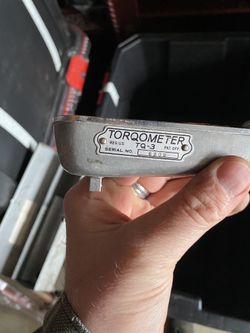 TORQOMETER
REG·US TQ-3 PAT. OFF.
SERIAL NO.